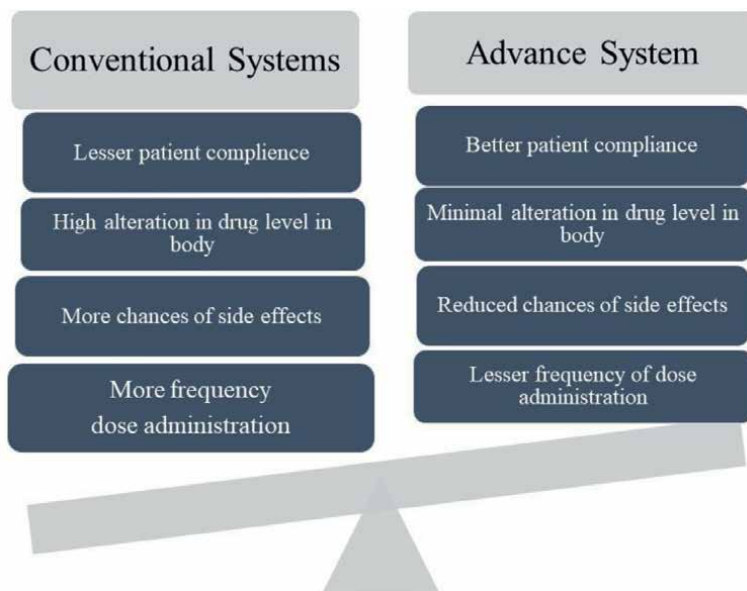 Conventional Systems
Lesser patient complience
High alteration in drug level in
body
More chances of side effects
More frequency
dose administration
Advance System
Better patient compliance
Minimal alteration in drug level in
body
Reduced chances of side effects
Lesser frequency of dose
administration